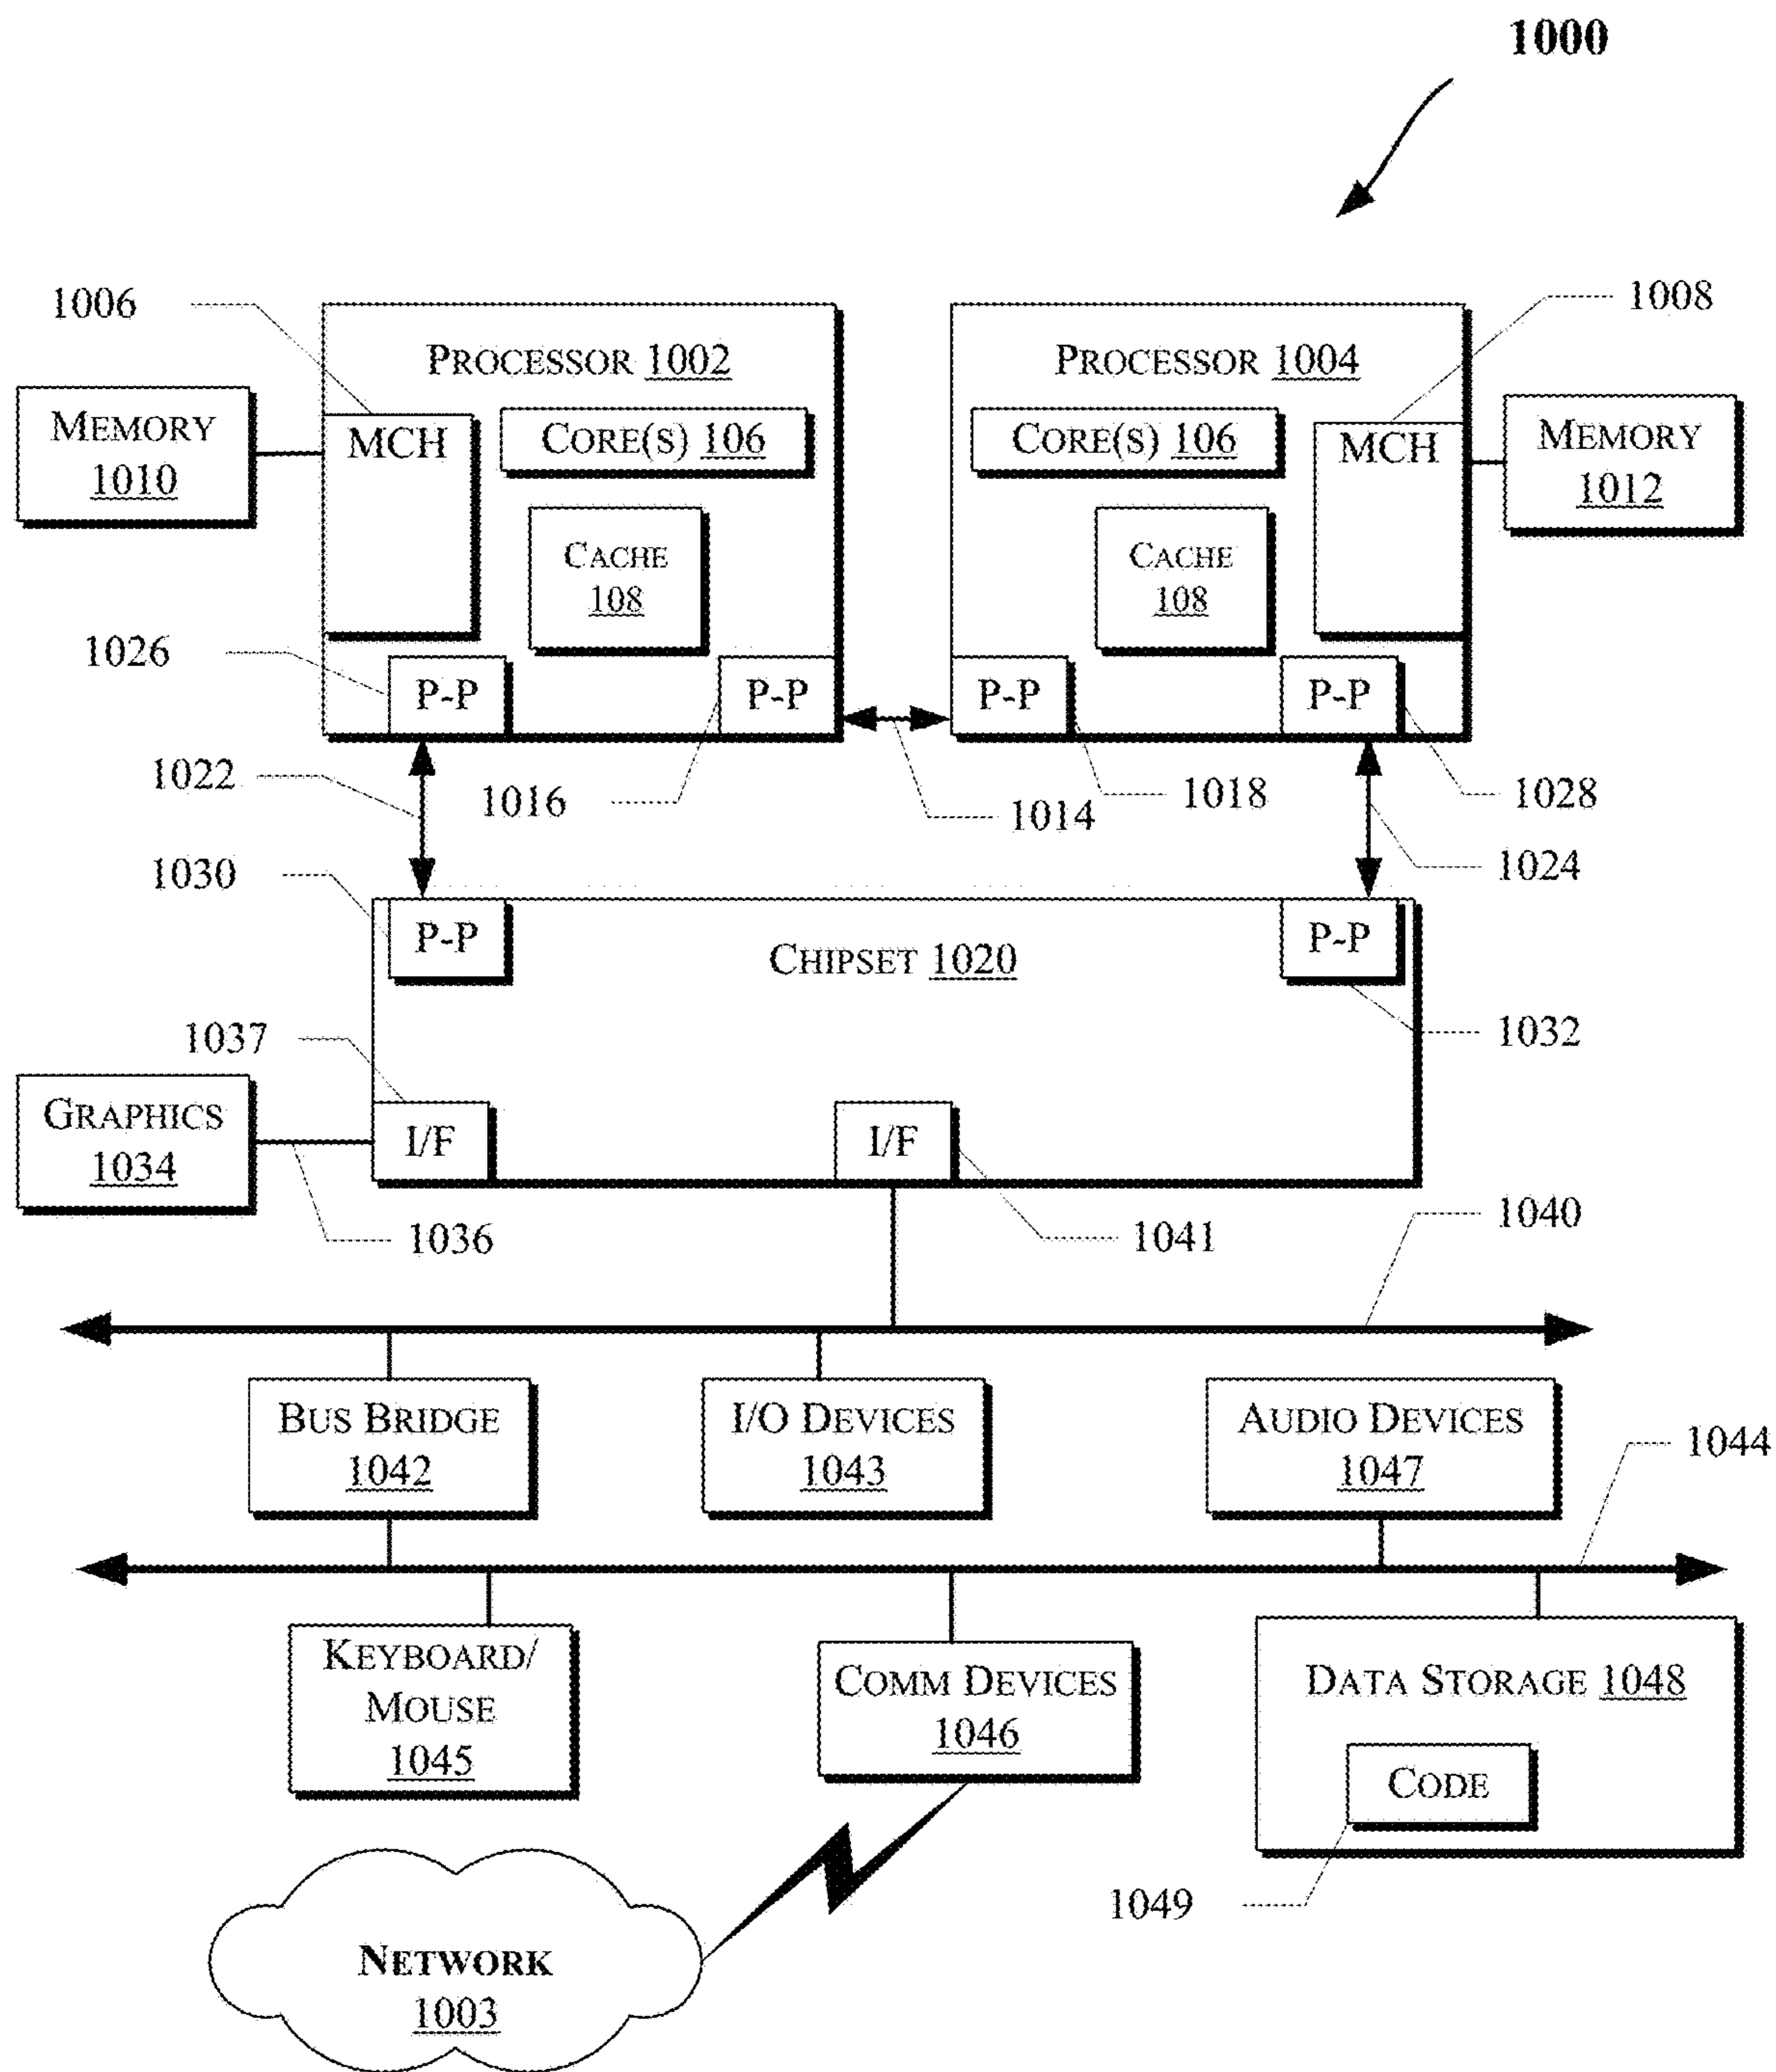 1000
1006
1008
PROCESSOR 1002
PROCESSOR 1004
MEMORY
1010
MCH
CORE(S) 106
CORE(S) 106
MCH
MEMORY
1012
CACHE
108
CACHE
108
1026
P-P
P-P
P-P
P-P
1022
1016
1014
1018
1028
1030
1024
P-P
CHIPSET 1020
P-P
1037
1032
GRAPHICS
1034
I/F
I/F
1036
1041
1040
BUS BRIDGE
1042
I/O DEVICES
1043
AUDIO DEVICES
1047
1044
KEYBOARD/
MOUSE
1045
COMM DEVICES
1046
DATA STORAGE 1048
CODE
1049
NETWORK
1003